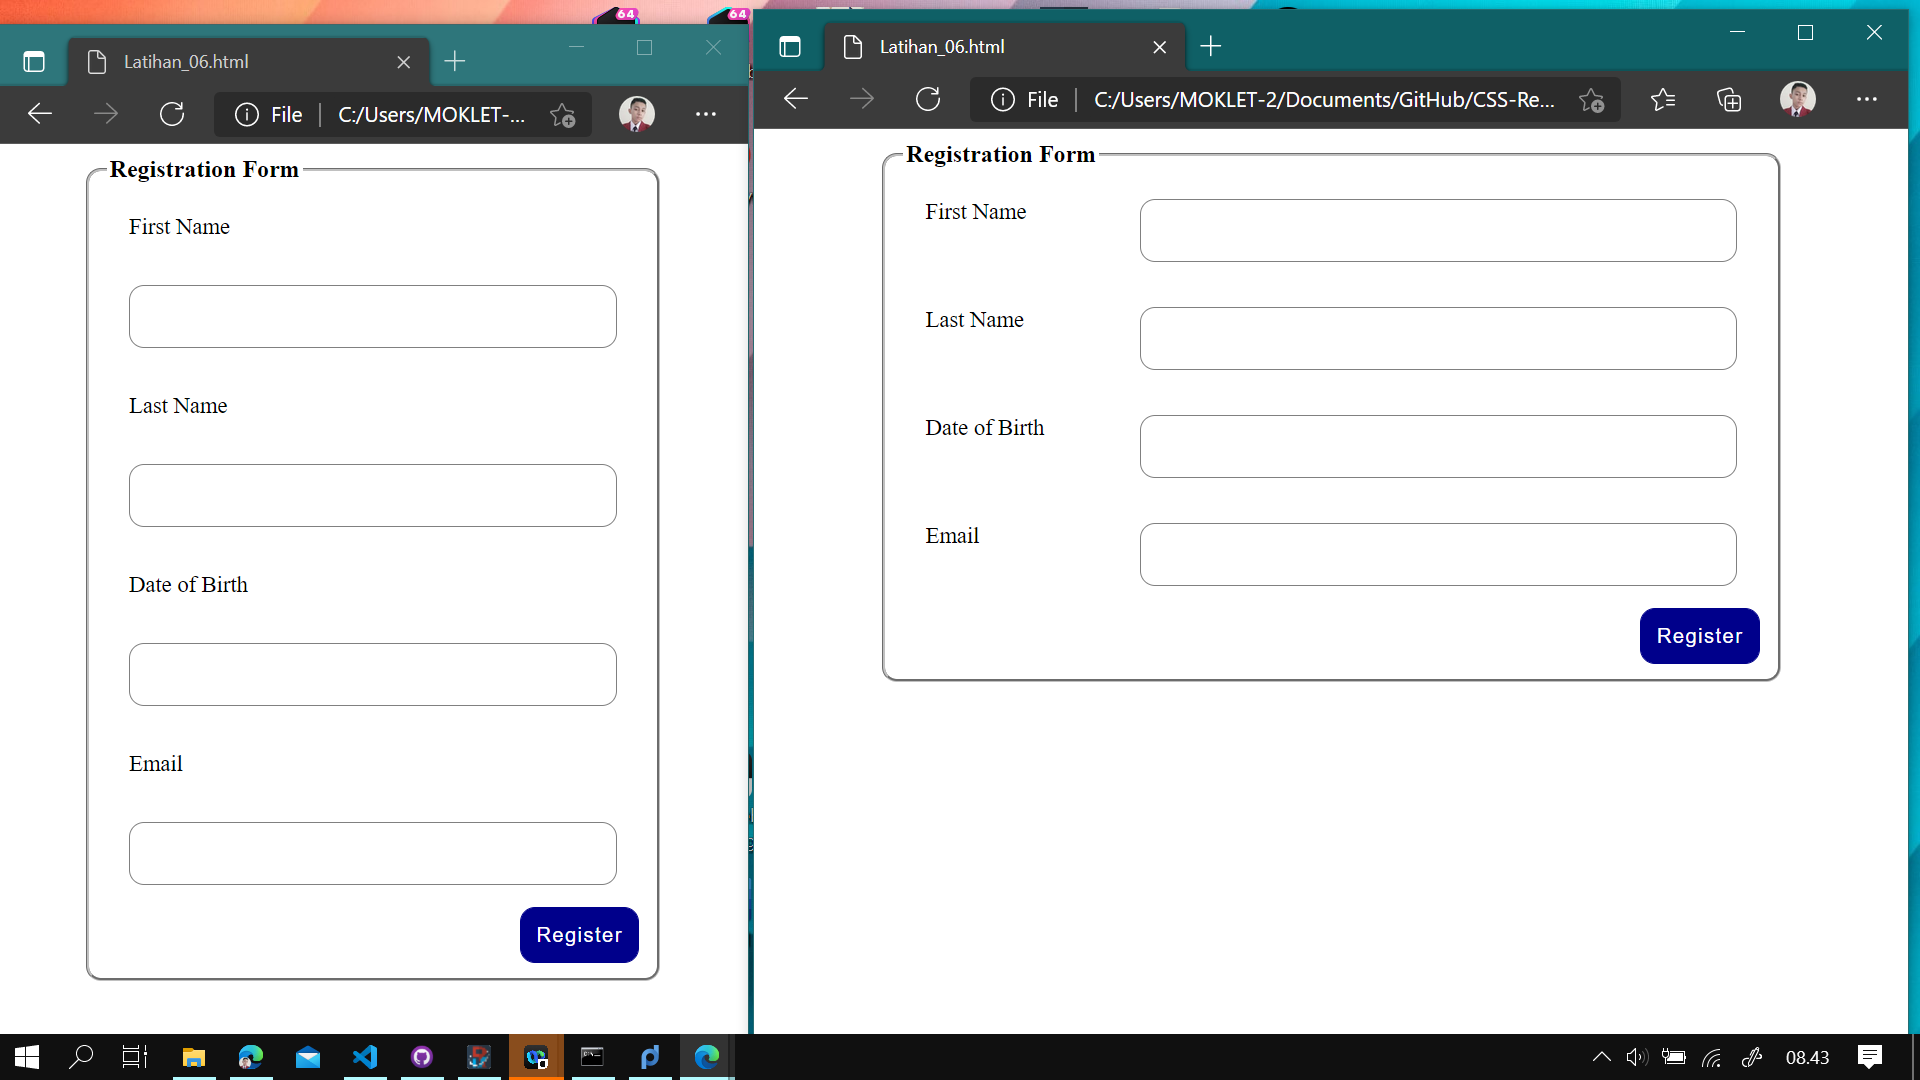 64
64
Latihan_06.html
File
C:/Users/MOKLET-...
Registration Form
First Name
Last Name
Date of Birth
Email
Register
Latihan_06.html
File
C:/Users/MOKLET-2/Documents/GitHub/CSS-Re...
Registration Form
First Name
Last Name
Date of Birth
Email
Register
08.43